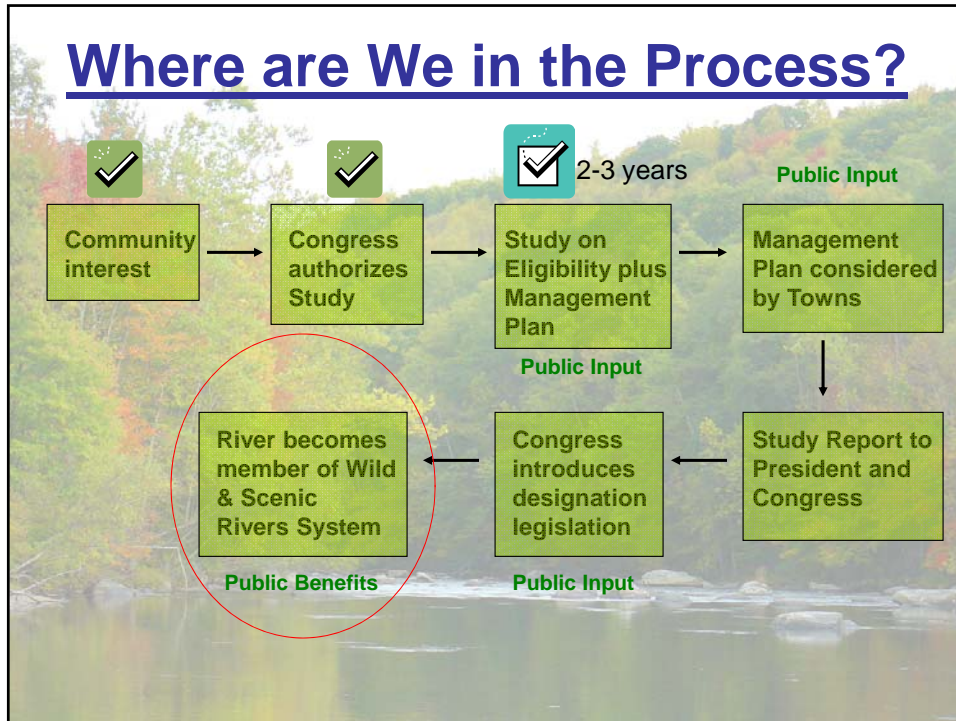 Where are We in the Process?
2-3 years
Public Input
Community
interest
Congress
authorizes
Study
Study on
Eligibility plus
Management
Plan
Public Input
Management
Plan considered
by Towns
Study Report to
President and
Congress
Congress
introduces
designation
legislation
Public Input
River becomes
member of Wild
& Scenic
Rivers System
Public Benefits